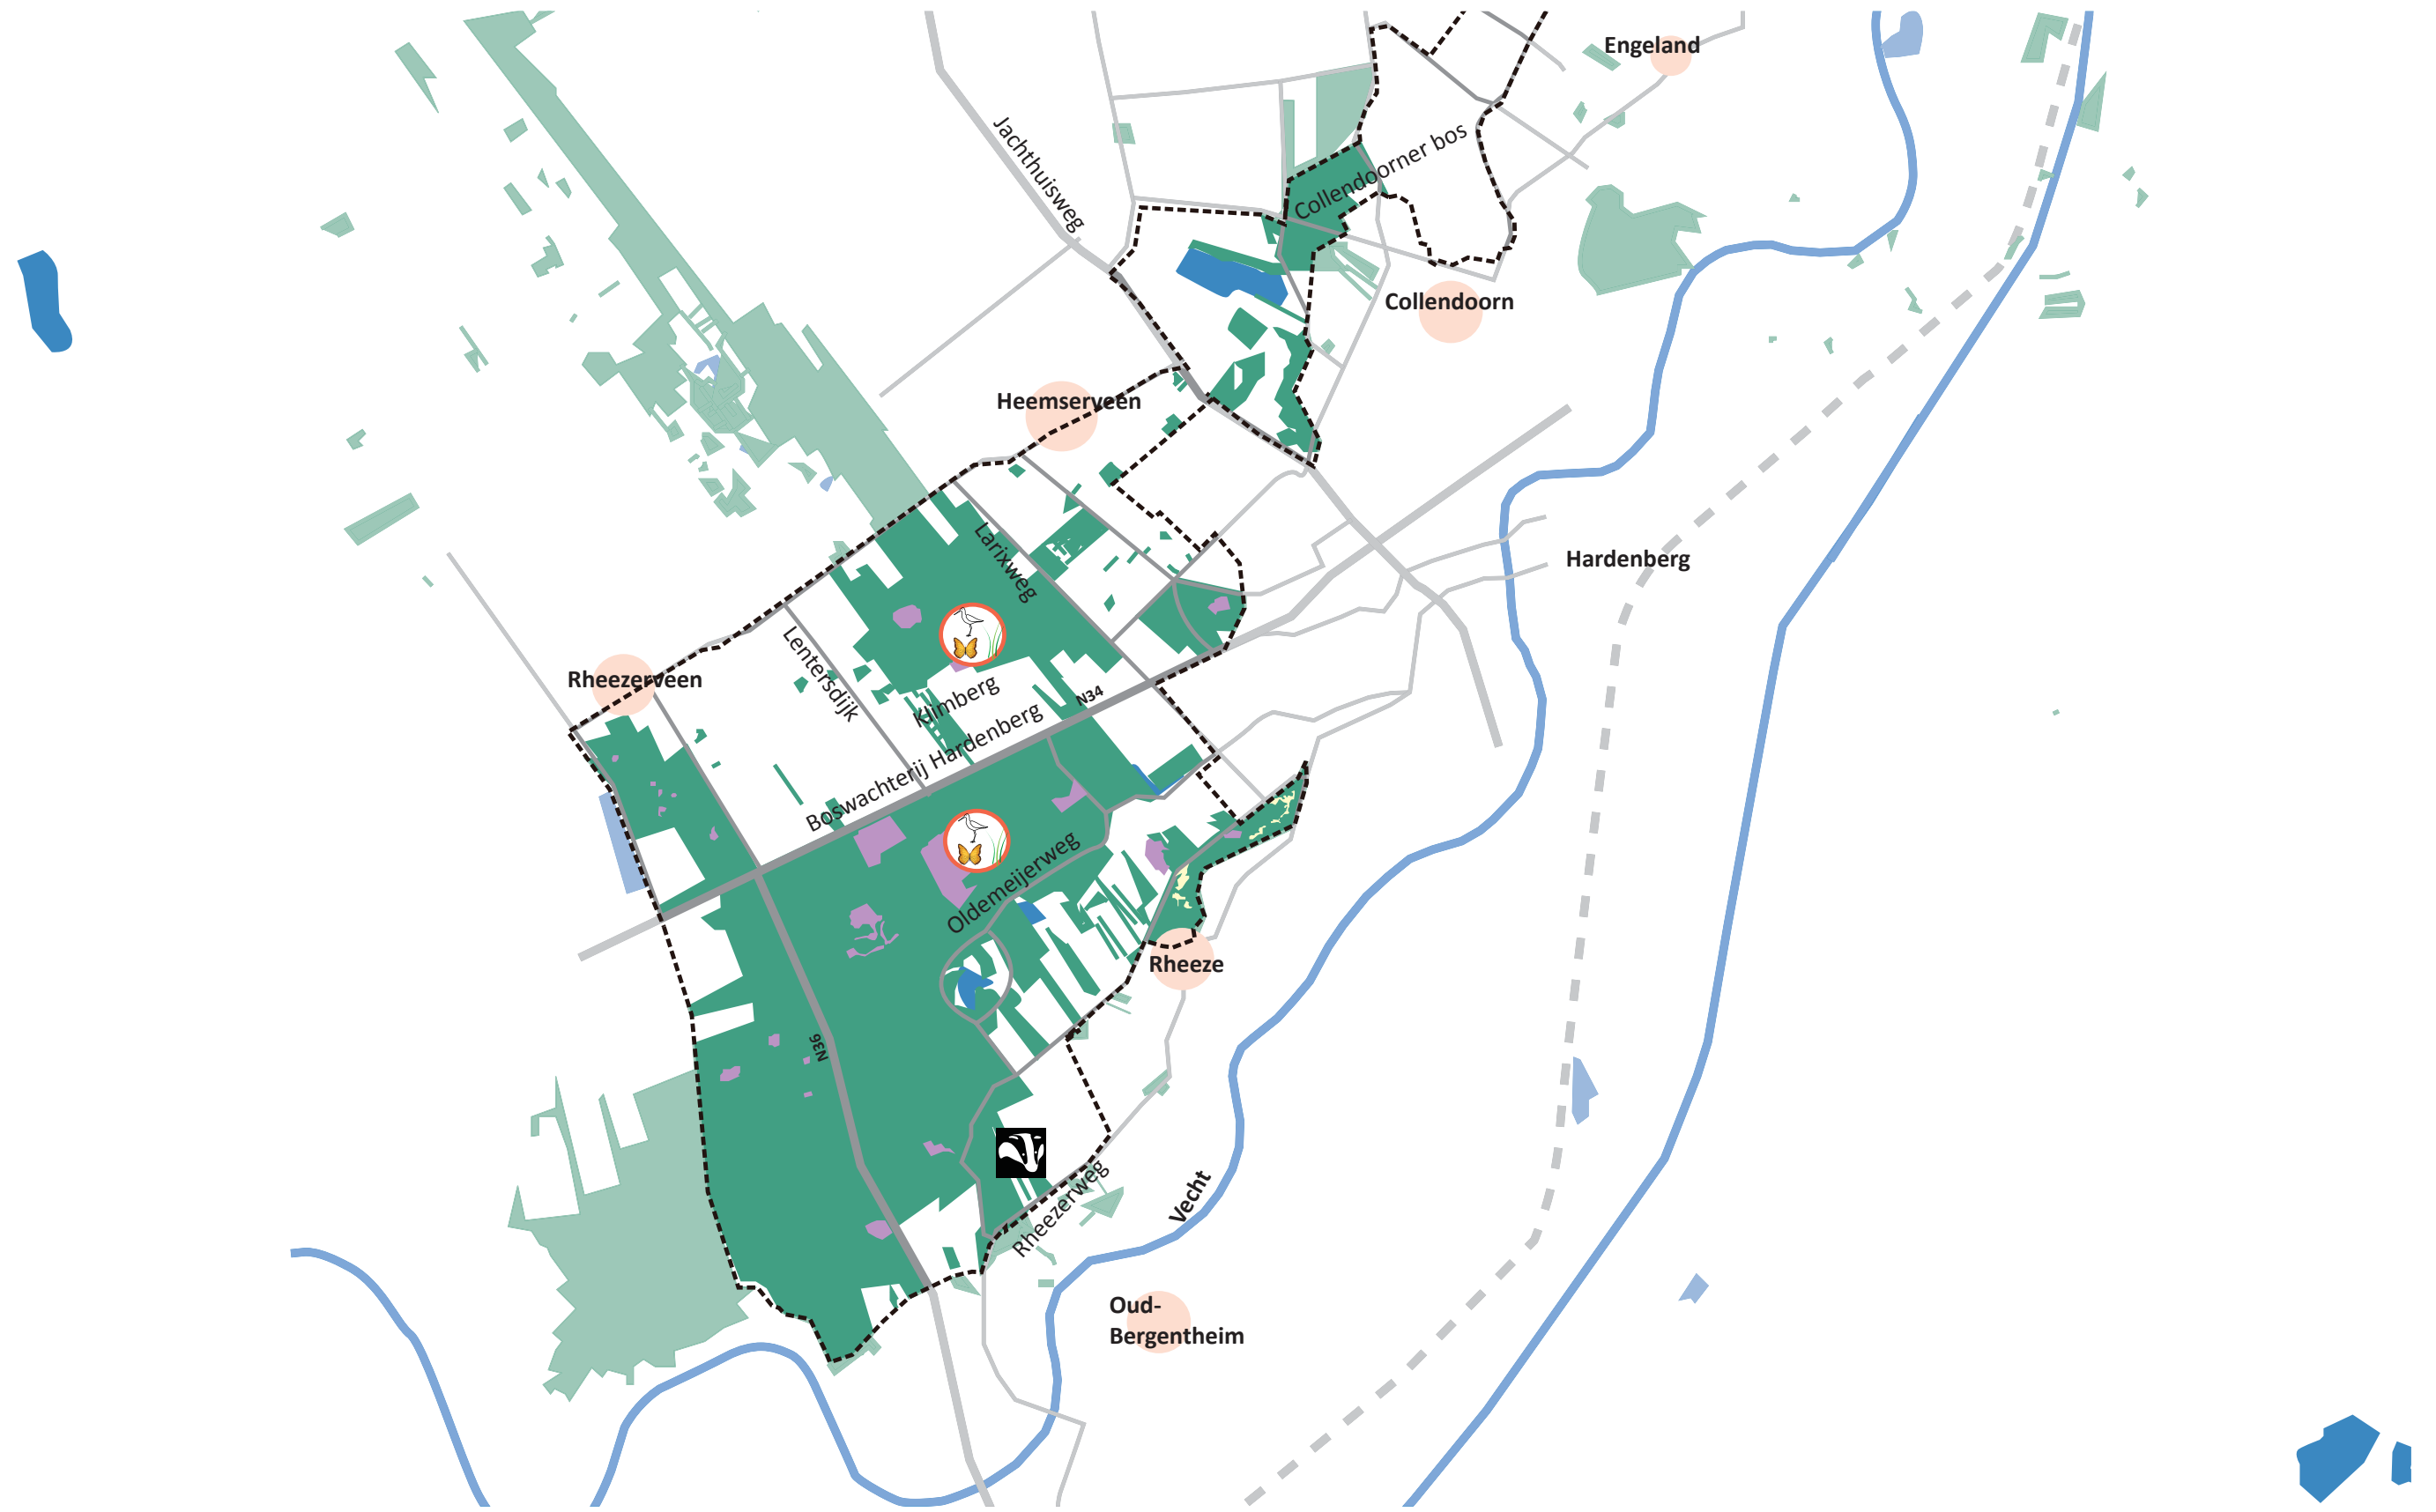 Engeland
Jachthuisweg
Collendoorner bos
Collendoorn
Heemserveen
Larixweg
Hardenberg
Lentersdijk
Rheezerveen
Klimberg
N34
Boswachterij Hardenberg
Oldemeijerweg
Rheeze
N36
Rheezerweg
Vecht
Oud-
Bergentheim